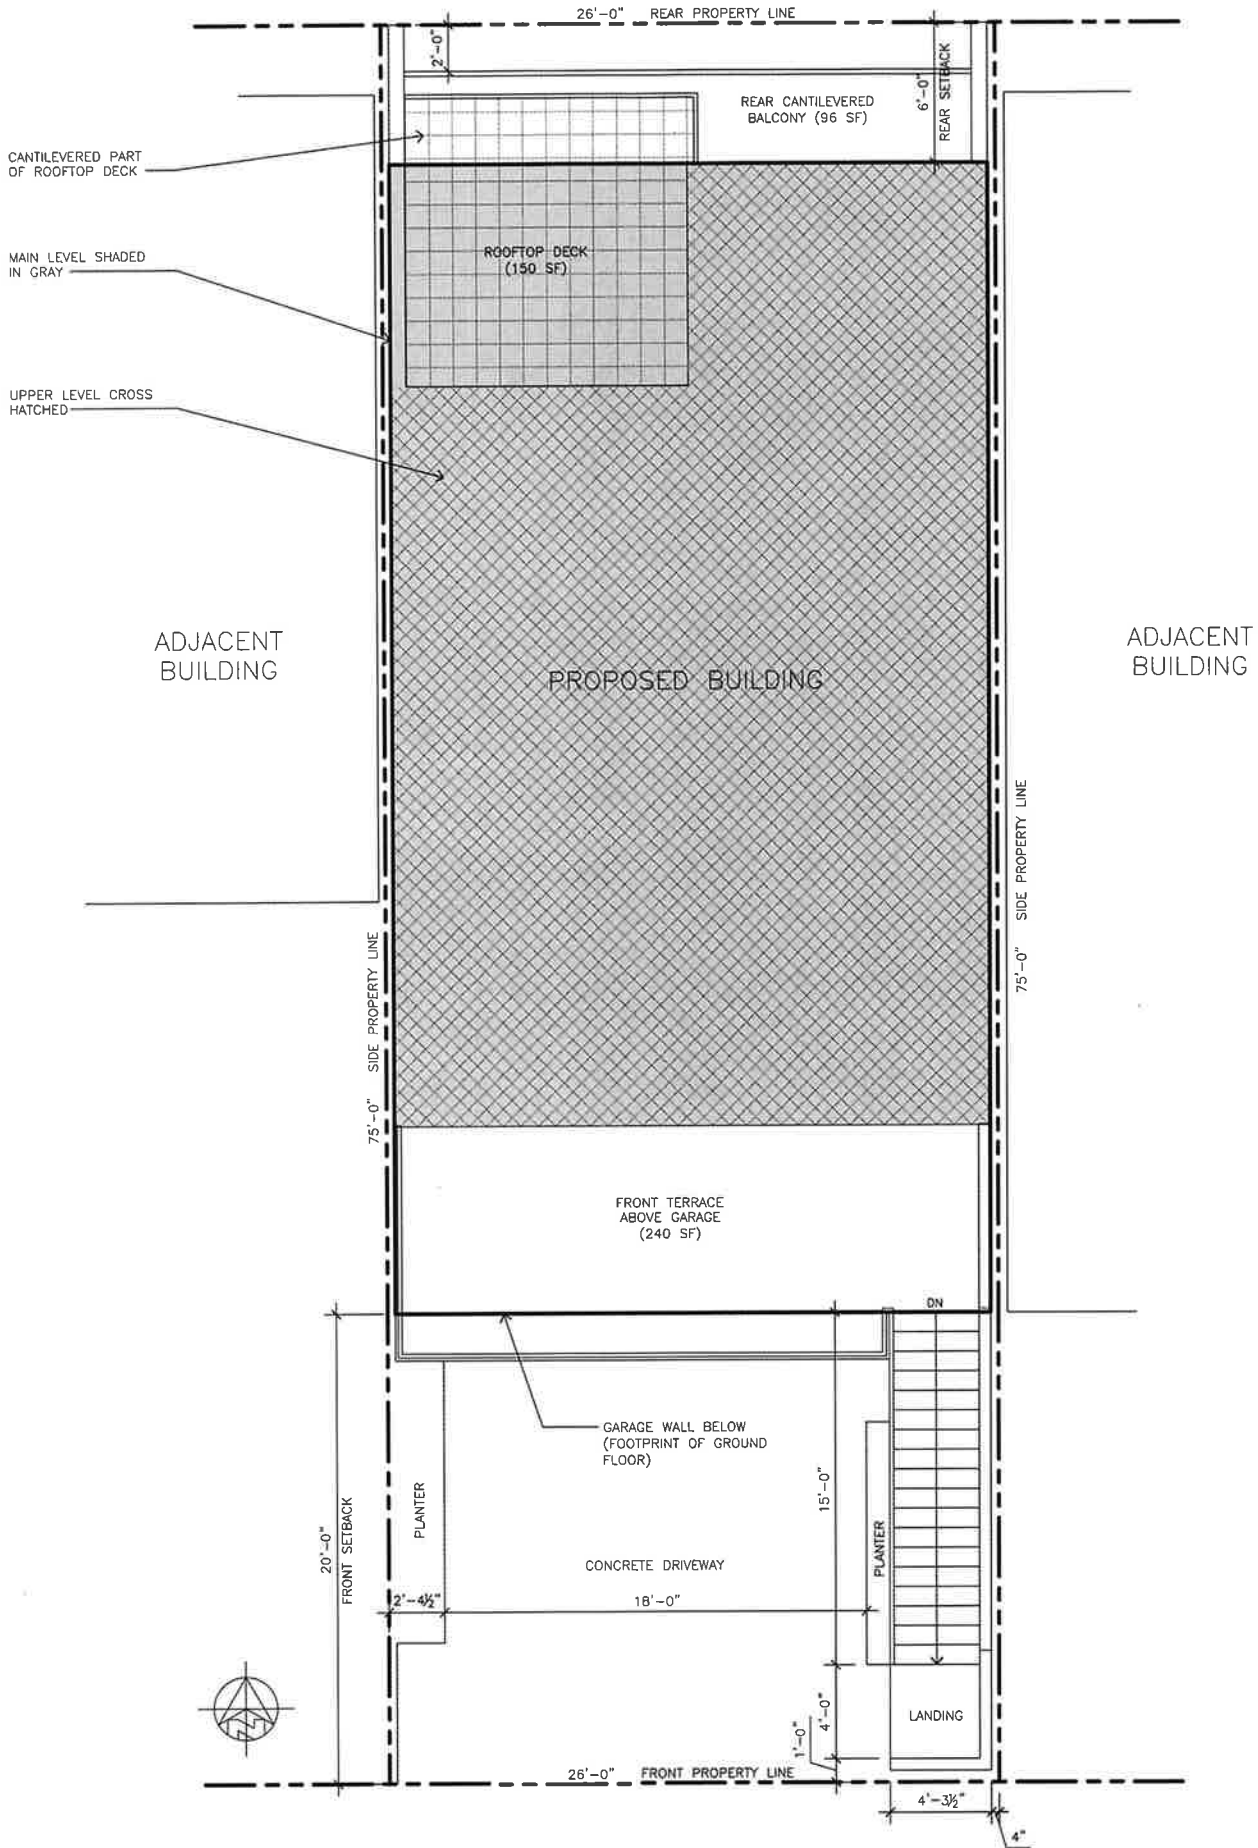 26'-0" REAR PROPERTY LINE
2'-0"
6'-0"
REAR SETBACK
REAR CANTILEVERED
BALCONY (96 SF)
CANTILEVERED PART
OF ROOFTOP DECK
MAIN LEVEL SHADED
IN GRAY
ROOFTOP DECK
(150 SF)
UPPER LEVEL CROSS
HATCHED
ADJACENT
BUILDING
PROPOSED BUILDING
ADJACENT
BUILDING
75'-0" SIDE PROPERTY LINE
75'-0" SIDE PROPERTY LINE
FRONT TERRACE
ABOVE GARAGE
(240 SF)
DN
GARAGE WALL BELOW
(FOOTPRINT OF GROUND
FLOOR)
20'-0"
FRONT SETBACK
PLANTER
15'-0"
PLANTER
CONCRETE DRIVEWAY
2'-4½"
18'-0"
N
LANDING
4'-0"
1'-0"
26'-0" FRONT PROPERTY LINE
4'-3½"
4"